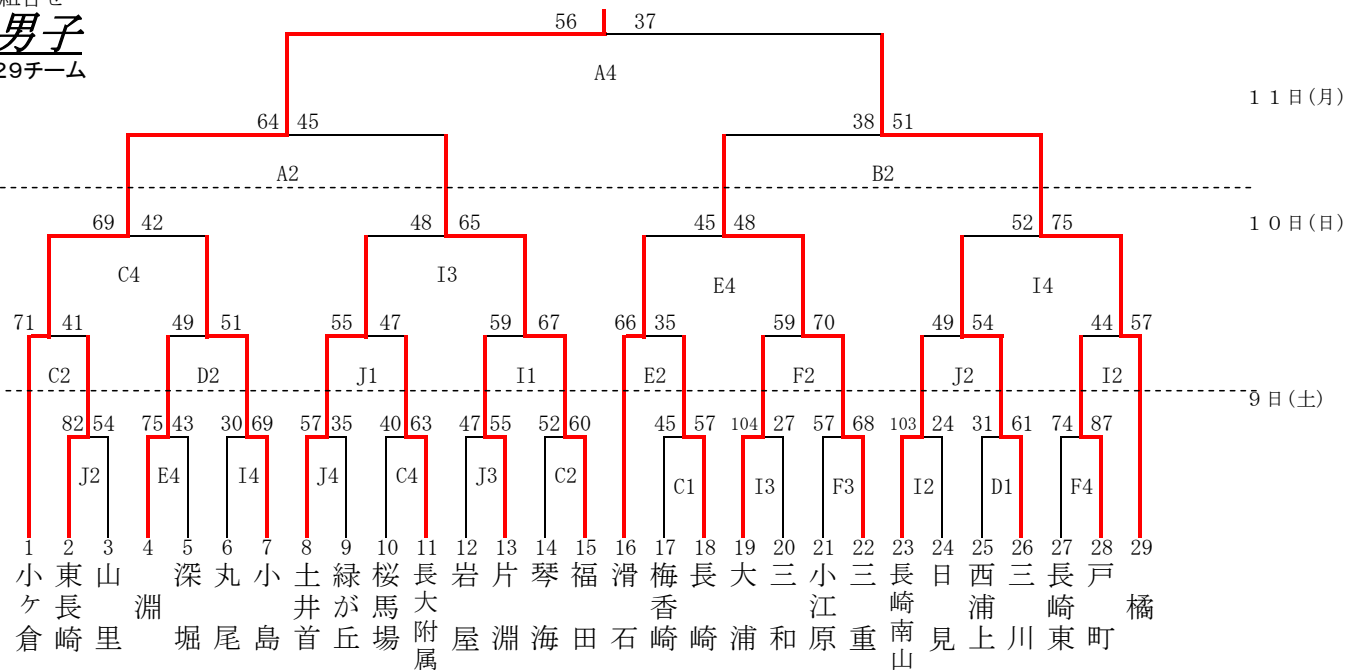 組合せ
男子
29チーム
56 37
A4
11日(月)
64 45 38 51
A2 B2
69 42 48 65 45 48 52 75
10日(日)
C4 I3 E4 I4
71 41 49 51 55 47 59 67 66 35 59 70 49 54 44 57
C2 D2 J1 I1 E2 F2 J2 I2
9日(土)
82 54 75 43 30 69 57 35 40 63 47 55 52 60 45 57 104 27 57 68 103 24 31 61 74 87
J2 E4 I4 J4 C4 J3 C2 C1 I3 F3 I2 D1 F4
1 2 3 4 5 6 7 8 9 10 11 12 13 14 15 16 17 18 19 20 21 22 23 24 25 26 27 28 29
小ケ倉
東長崎
山里
淵
深堀
丸尾
小島
土井首
緑が丘
桜馬場
長大附属
岩屋
片淵
琴海
福田
滑石
梅香崎
長崎
大浦
三和
小江原
三重
長崎南山
日見
西浦上
三川
長崎東
戸町
橘